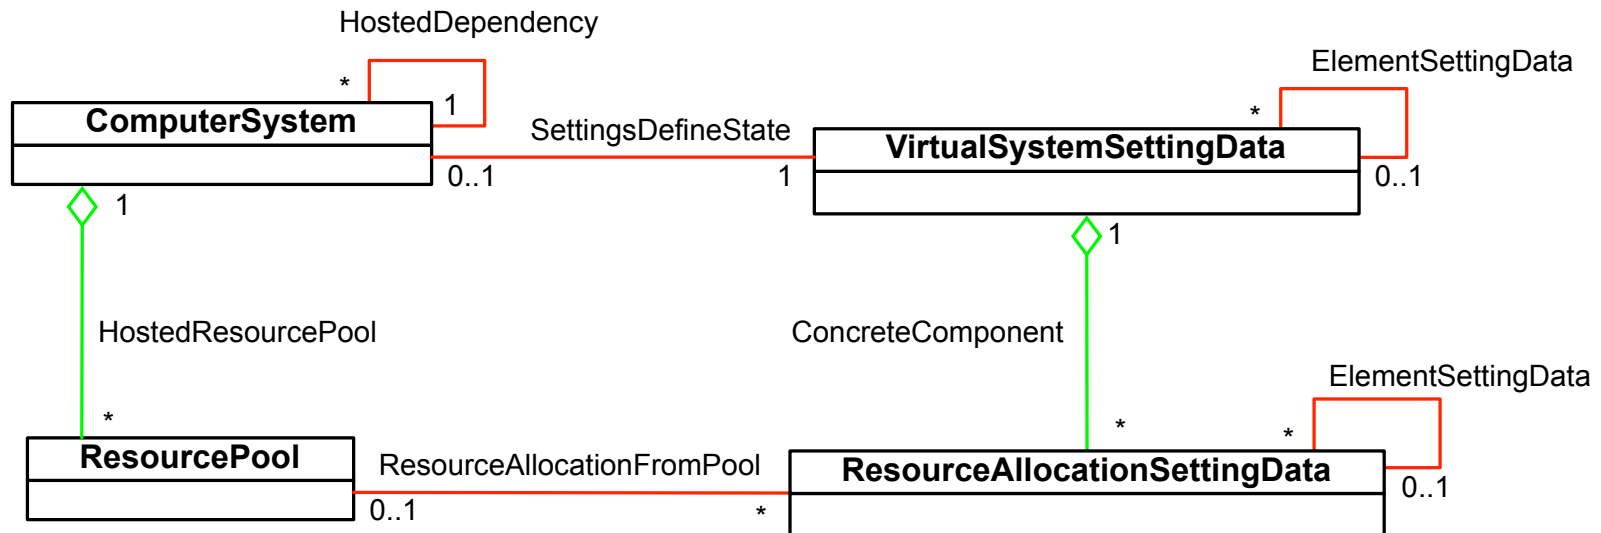 HostedDependency
ElementSettingData
*
*
ComputerSystem
1
SettingsDefineState
VirtualSystemSettingData
0..1
1
0..1
1
1
HostedResourcePool
ConcreteComponent
ElementSettingData
*
*
*
ResourcePool
ResourceAllocationFromPool
ResourceAllocationSettingData
0..1
*
0..1